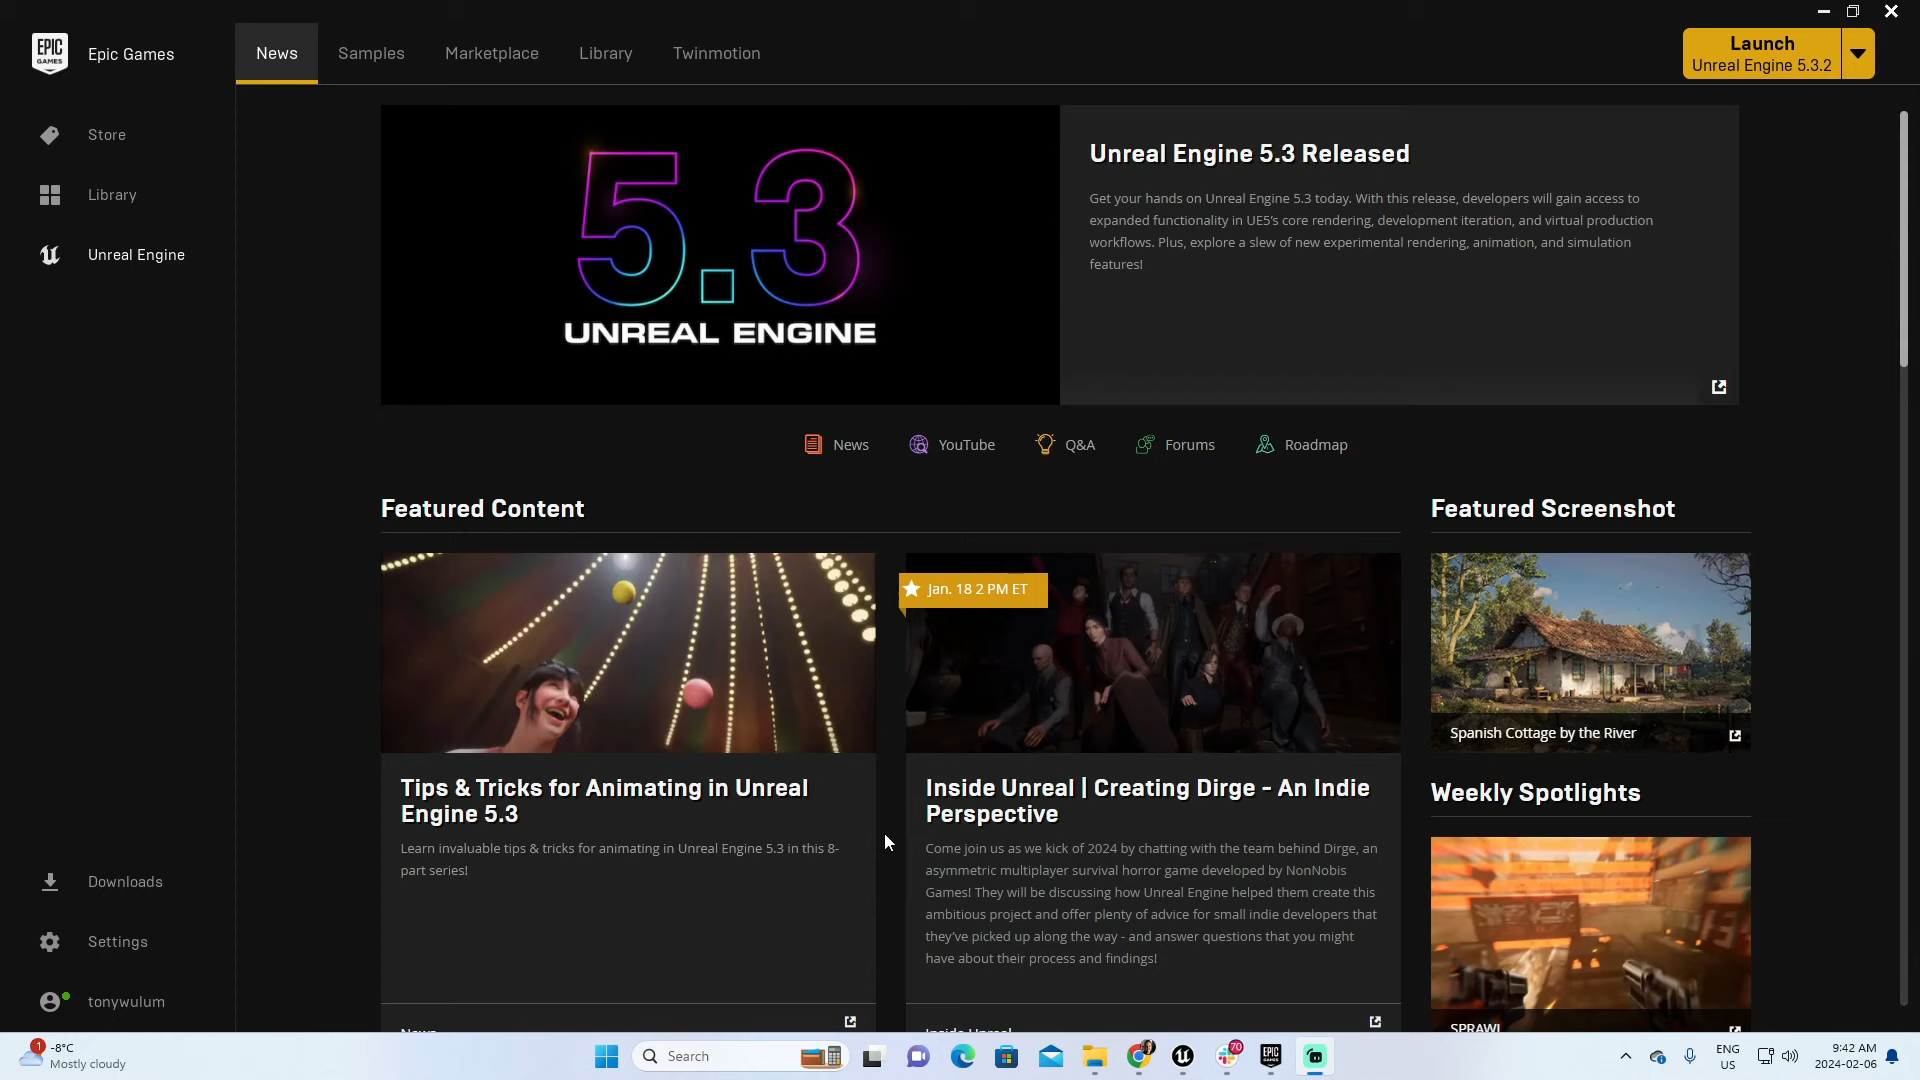 EPIC
GAMES
Epic Games
News
Samples
Marketplace
Library
Twinmotion
Launch
Unreal Engine 5.3.2
Store
Library
Unreal Engine
5.3
UNREAL ENGINE
Unreal Engine 5.3 Released
Get your hands on Unreal Engine 5.3 today. With this release, developers will gain access to
expanded functionality in UE5's core rendering, development iteration, and virtual production
workflows. Plus, explore a slew of new experimental rendering, animation, and simulation
features!
News
YouTube
Q&A
Forums
Roadmap
Featured Content
Featured Screenshot
Jan. 18 2 PM ET
Spanish Cottage by the River
Tips & Tricks for Animating in Unreal
Engine 5.3
Learn invaluable tips & tricks for animating in Unreal Engine 5.3 in this 8-
part series!
Inside Unreal | Creating Dirge - An Indie
Perspective
Come join us as we kick of 2024 by chatting with the team behind Dirge, an
asymmetric multiplayer survival horror game developed by NonNobis
Games! They will be discussing how Unreal Engine helped them create this
ambitious project and offer plenty of advice for small indie developers that
they've picked up along the way - and answer questions that you might
have about their process and findings!
Weekly Spotlights
SPRAWL
News
Inside Unreal
Downloads
Settings
tonywulum
1
-8°C
Mostly cloudy
Search
70
EPIC
GAMES
ENG
US
9:42 AM
2024-02-06